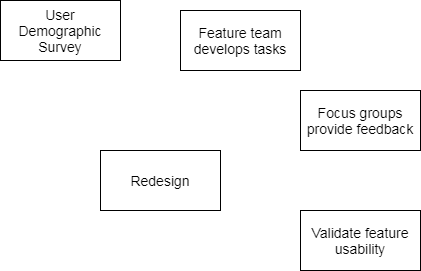 User
Demographic
Survey
Feature team
develops tasks
Focus groups
provide feedback
Redesign
Validate feature
usability